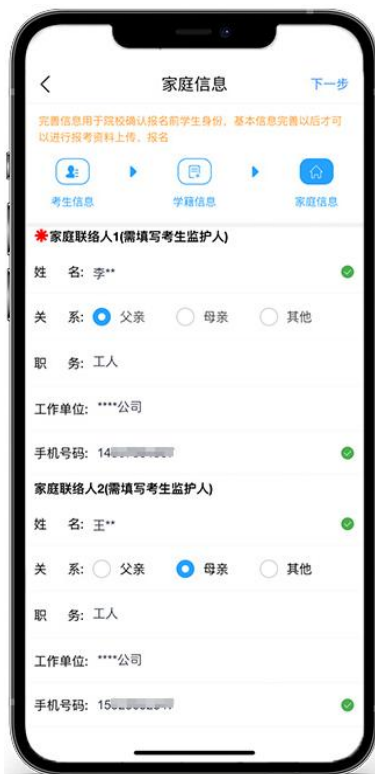 家庭信息
下一步
完善信息用于院校确认报名前学生身份，基本信息完善以后才可
以进行报考资料上传、报名
考生信息
学籍信息
家庭信息
家庭联络人1(需填写考生监护人)
姓 名: 李**
关 系: 父亲 母亲 其他
职 务: 工人
工作单位: ****公司
手机号码: 14
家庭联络人2(需填写考生监护人)
姓 名: 王**
关 系: 父亲 母亲 其他
职 务: 工人
工作单位: ****公司
手机号码: 15